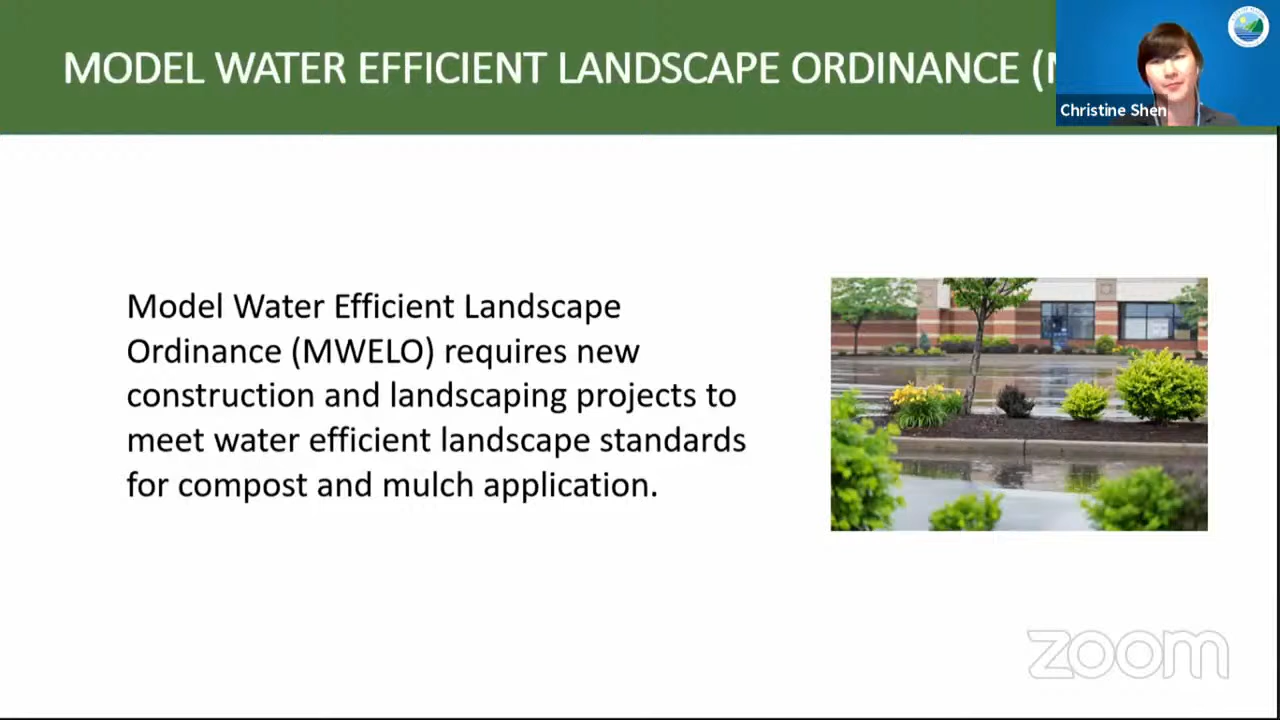 MODEL WATER EFFICIENT LANDSCAPE ORDINANCE (
Christine Shen
Model Water Efficient Landscape
Ordinance (MWELO) requires new
construction and landscaping projects to
meet water efficient landscape standards
for compost and mulch application.
zoom